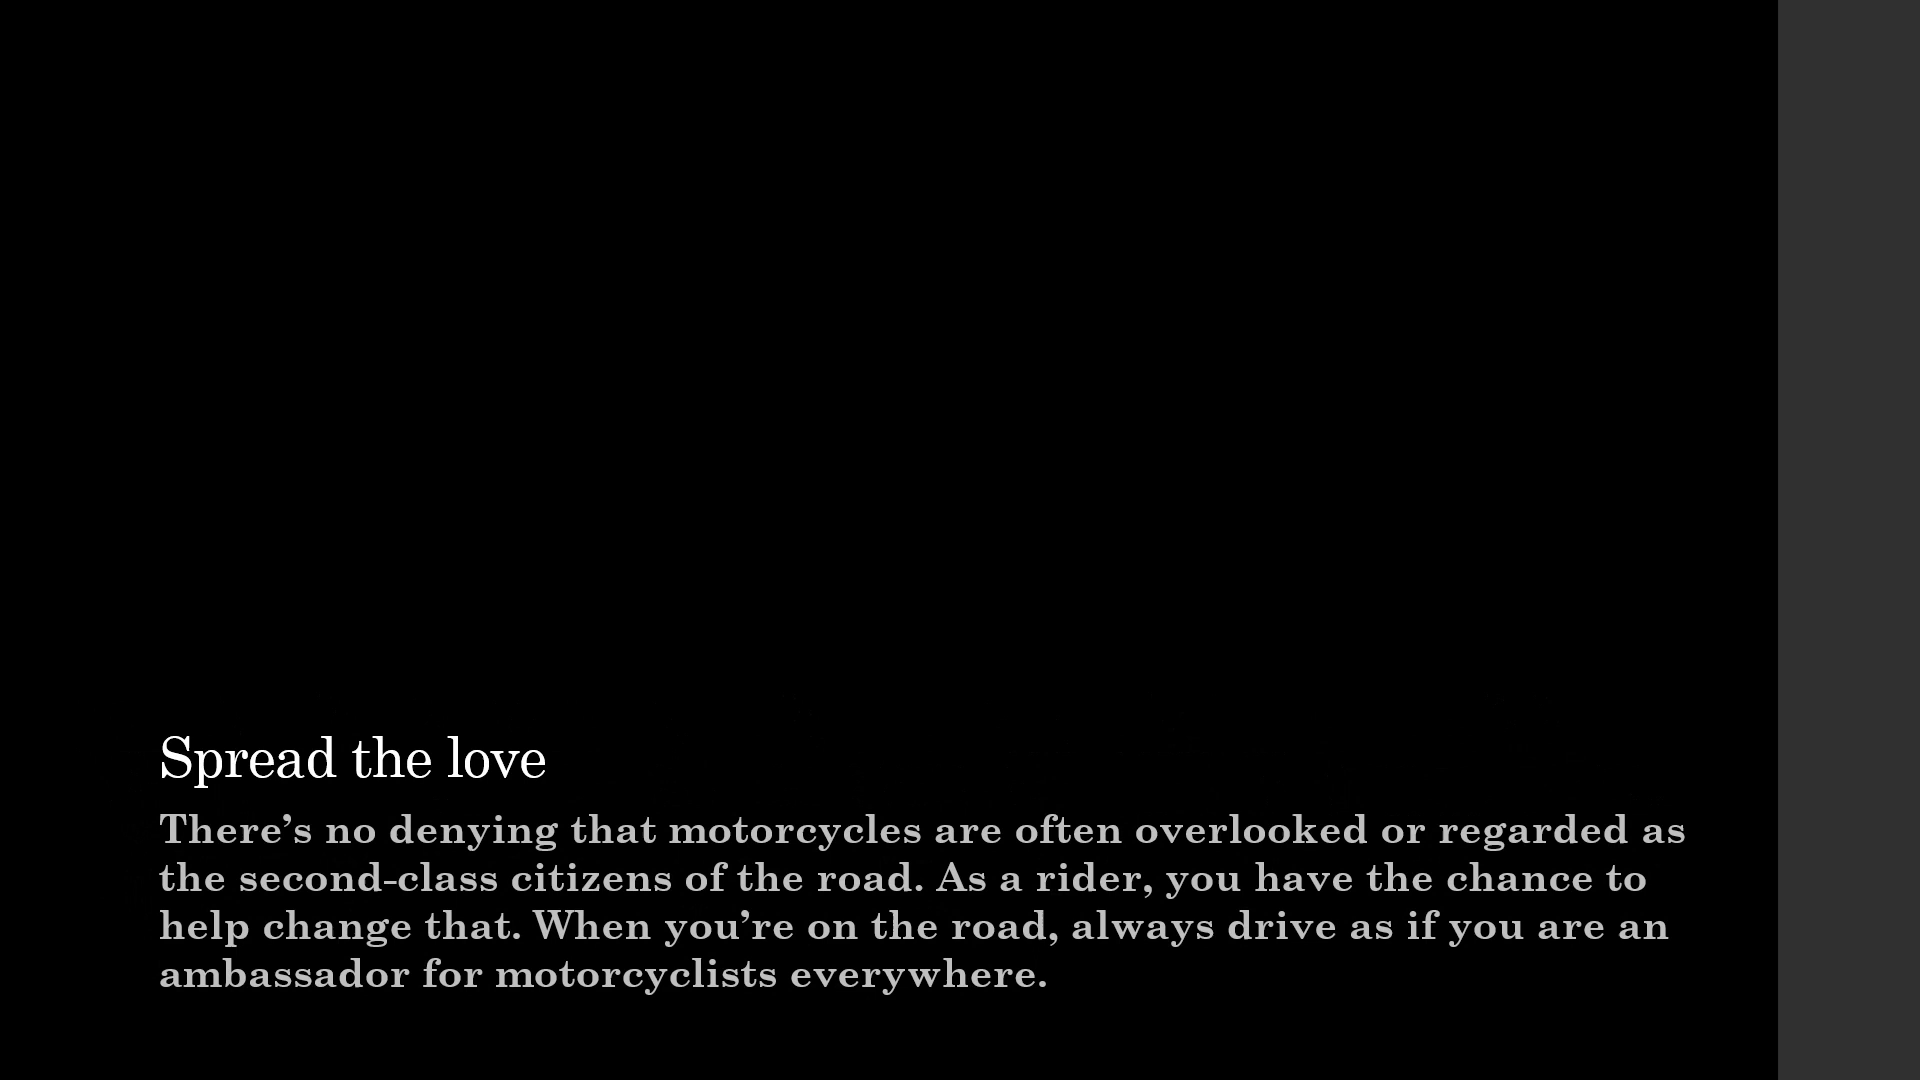 Spread the love
There’s no denying that motorcycles are often overlooked or regarded as
the second-class citizens of the road. As a rider, you have the chance to
help change that. When you’re on the road, always drive as if you are an
ambassador for motorcyclists everywhere.